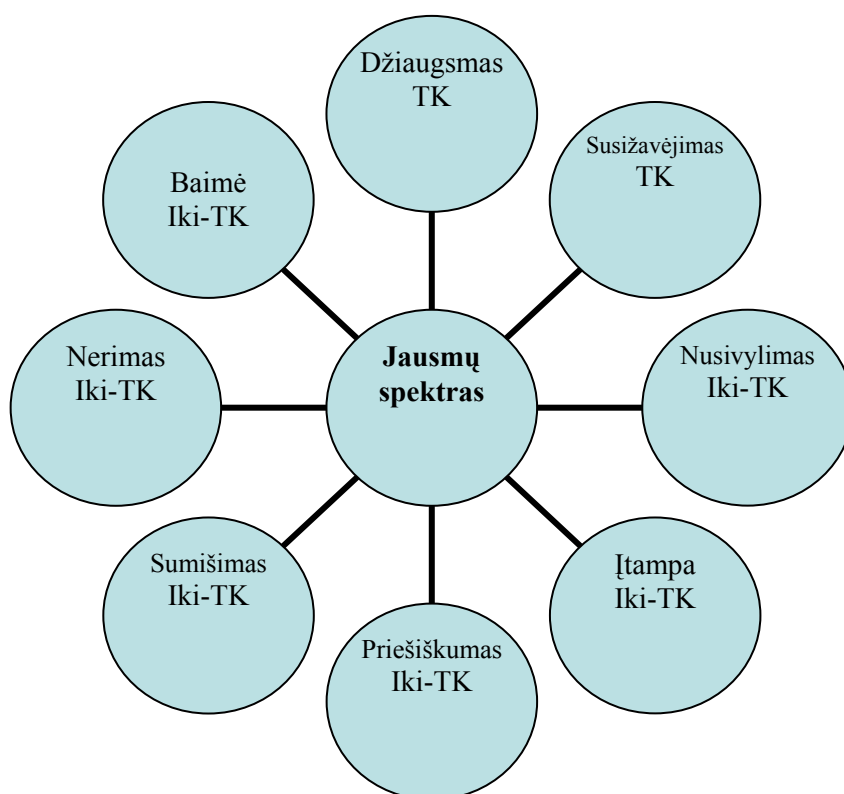 Džiaugsmas
TK
Susižavėjimas
TK
Baimė
Iki-TK
Nerimas
Iki-TK
Jausmų
spektras
Nusivylimas
Iki-TK
Sumišimas
Iki-TK
Įtampa
Iki-TK
Priešiškumas
Iki-TK